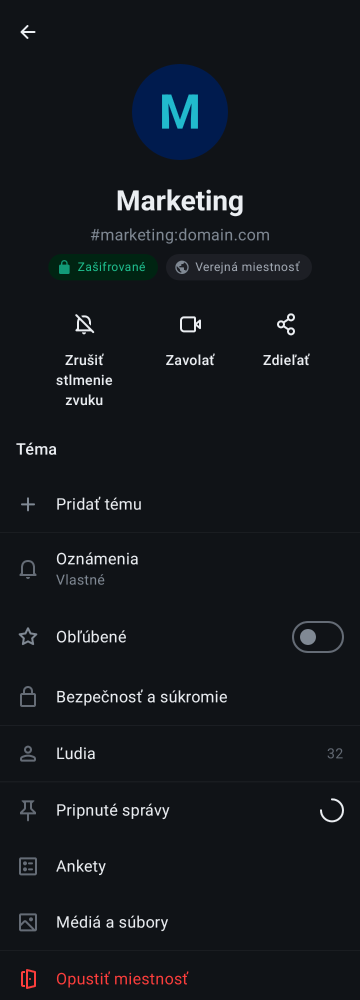 M
Marketing
#marketing:domain.com
Zašifrované
Verejná miestnosť
Zrušiť
stlmenie
zvuku
Zavolať
Zdieľať
Téma
Pridať tému
Oznámenia
Vlastné
Obľúbené
Bezpečnosť a súkromie
Ľudia
32
Pripnuté správy
Ankety
Médiá a súbory
Opustiť miestnosť